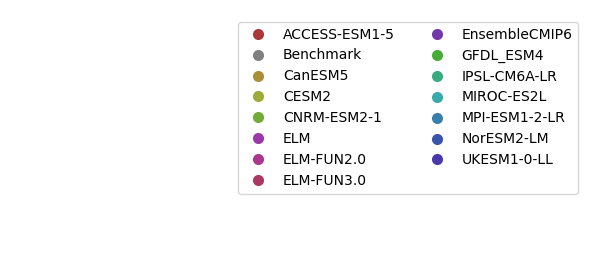 ACCESS-ESM1-5
Benchmark
CanESM5
CESM2
CNRM-ESM2-1
ELM
ELM-FUN2.0
ELM-FUN3.0
EnsembleCMIP6
GFDL_ESM4
IPSL-CM6A-LR
MIROC-ES2L
MPI-ESM1-2-LR
NorESM2-LM
UKESM1-0-LL